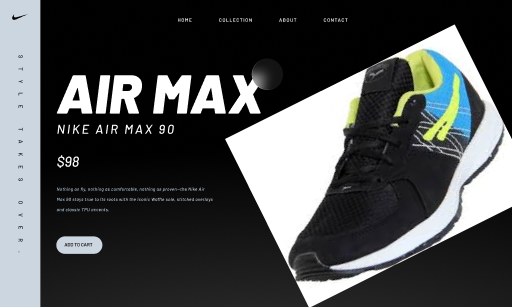 HOME COLLECTION ABOUT CONTACT
STYLE TAKES OVER.
AIR MAX
NIKE AIR MAX 90
$98
Nothing as fly, nothing as comfortable, nothing as proven-the Nike Air
Max 90 stays true to its roots with the iconic Waffle sole, stitched overlays
and classic TPU accents.
ADD TO CART